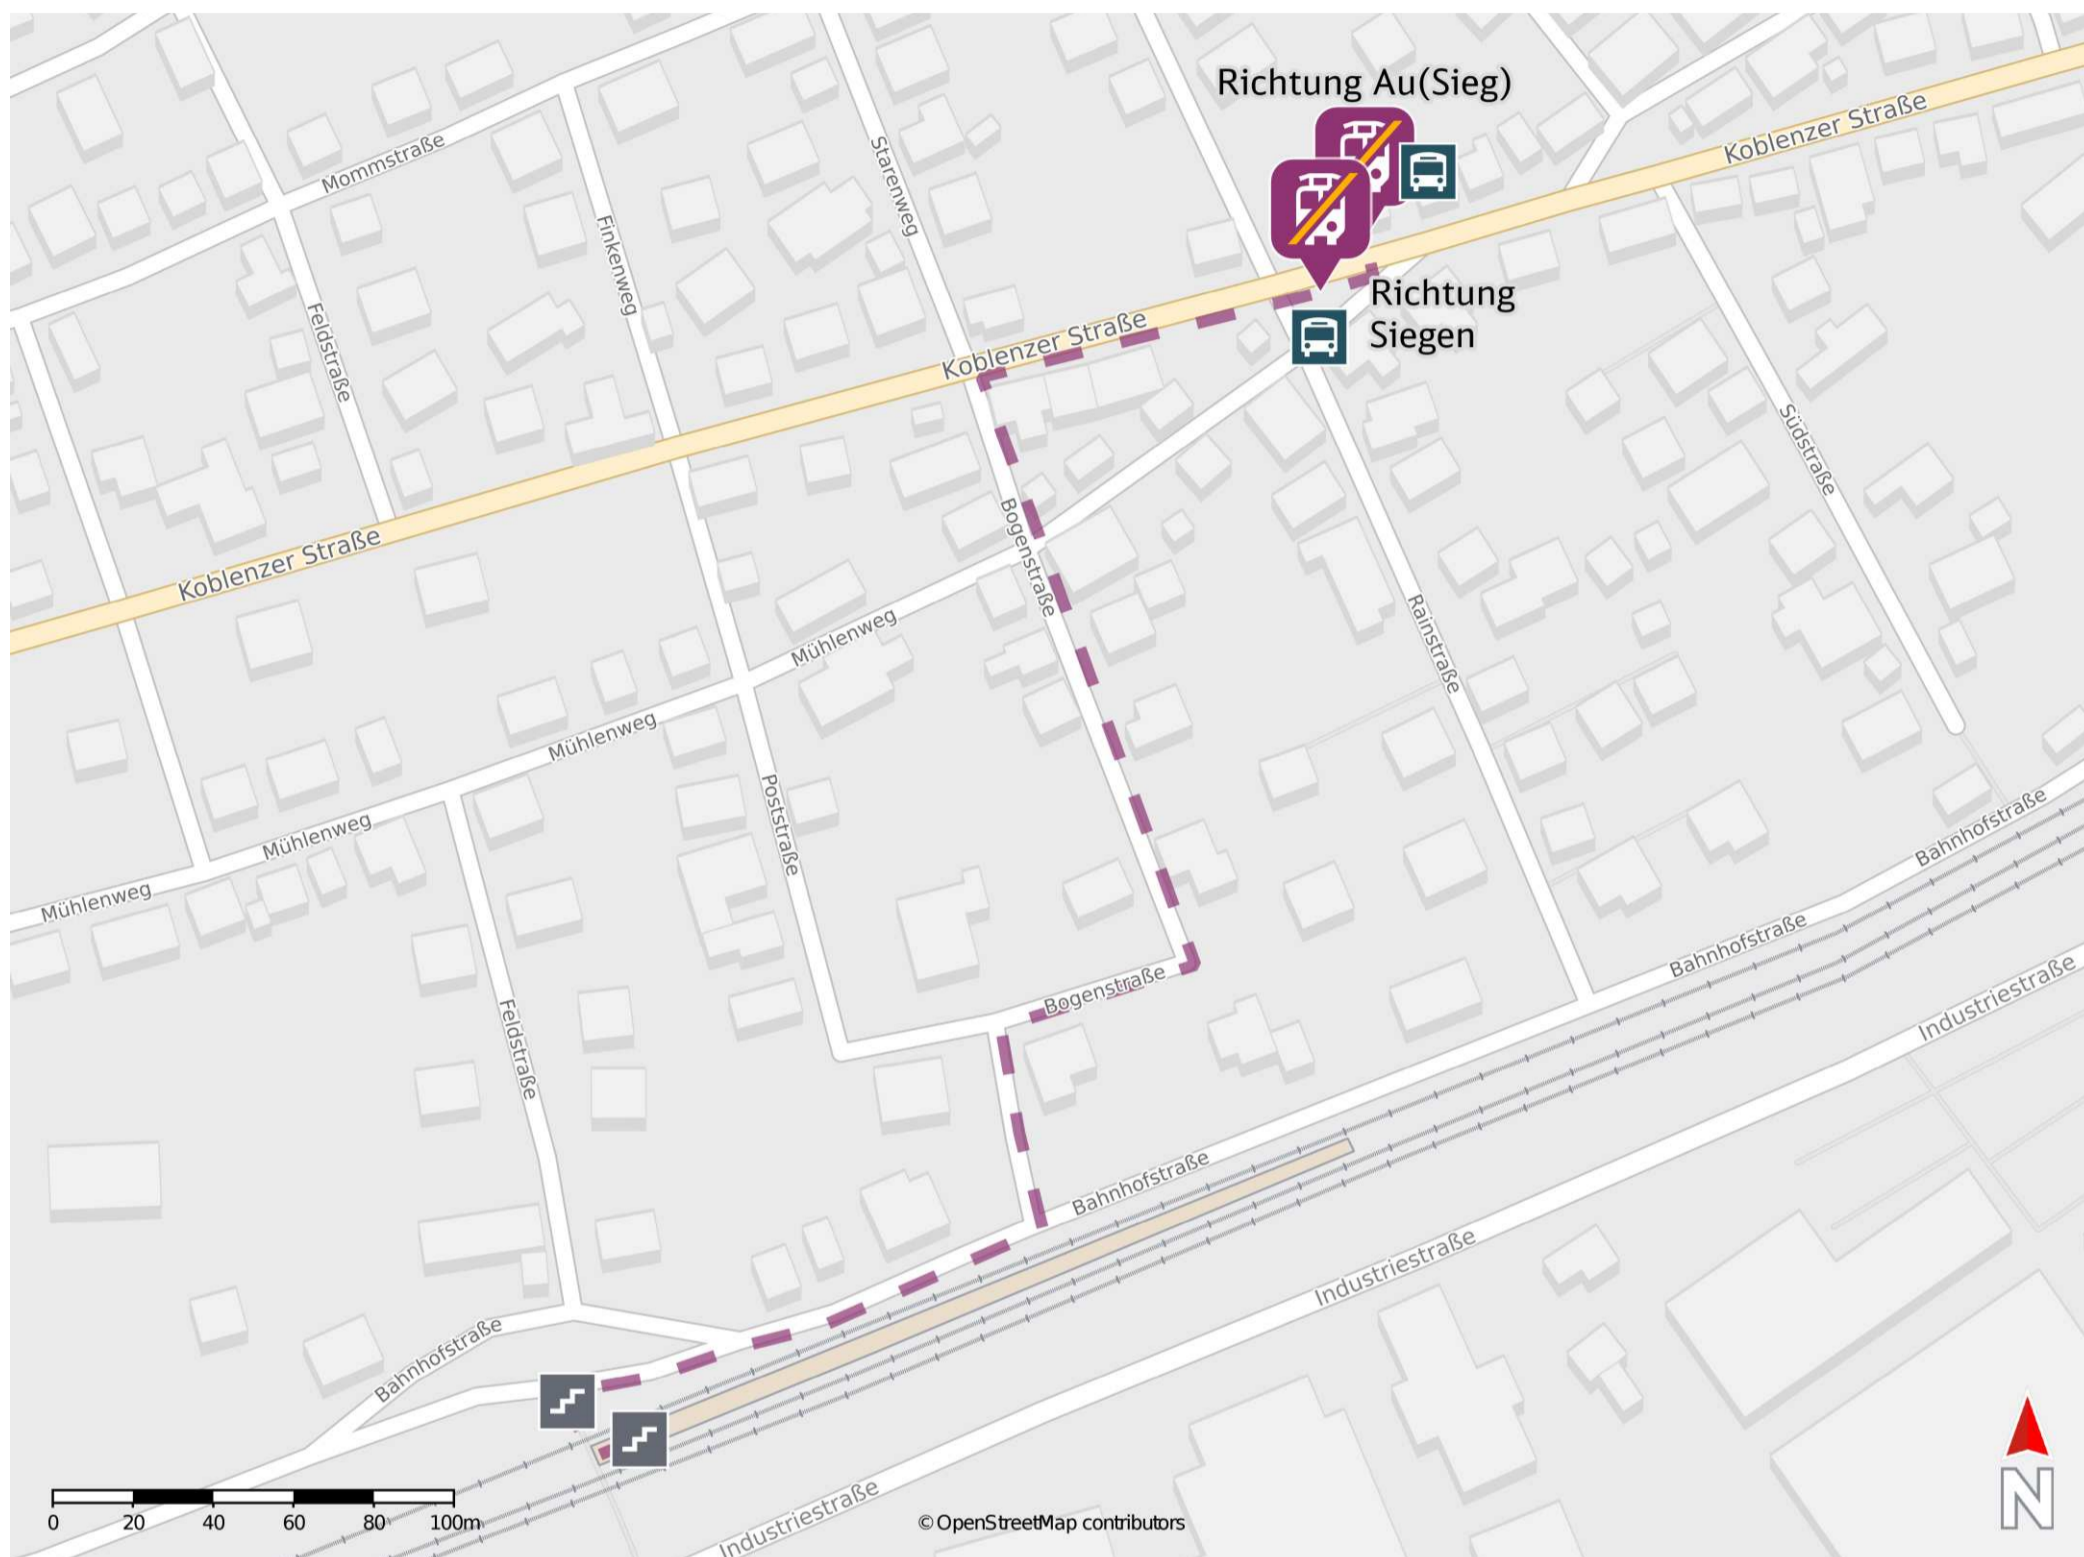 Richtung Au(Sieg)
Koblenzer Straße
Mommstraße
Starenweg
Finkenweg
Feldstraße
Richtung
Siegen
Koblenzer Straße
Südstraße
Koblenzer Straße
Bogenstraße
Mühlenweg
Rainstraße
Mühlenweg
Poststraße
Mühlenweg
Bahnhofstraße
Mühlenweg
Bahnhofstraße
Bogenstraße
Industriestraße
Feldstraße
Bahnhofstraße
Industriestraße
Bahnhofstraße
Industriestraße
0 20 40 60 80 100m
© OpenStreetMap contributors
N